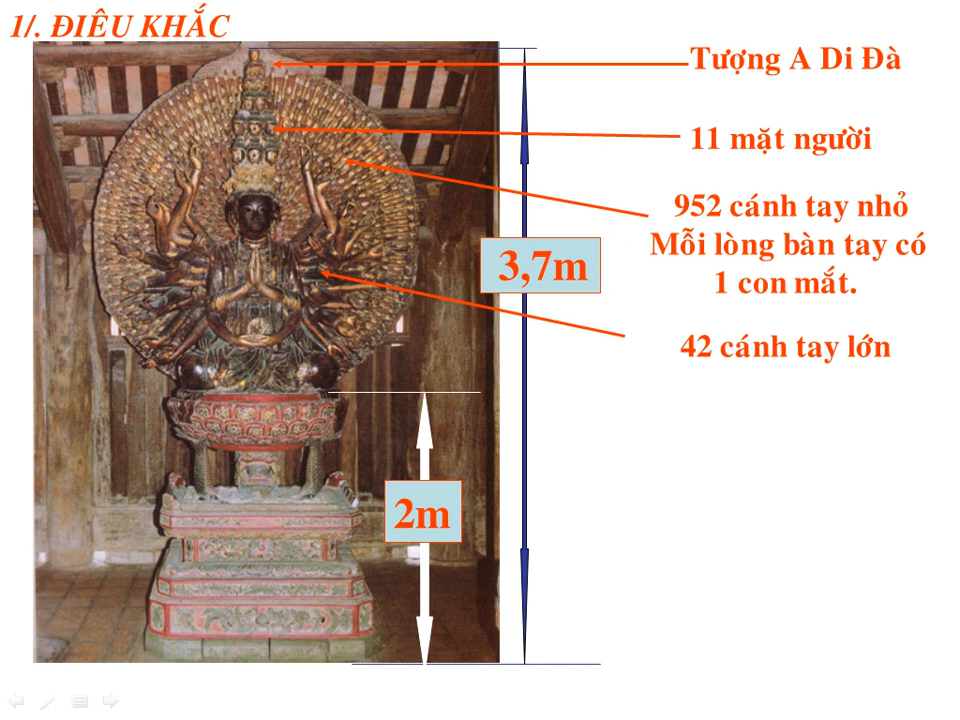 1/. ĐIÊU KHẮC
Tượng A Di Đà
11 mặt người
952 cánh tay nhỏ
Mỗi lòng bàn tay có
1 con mắt.
3,7m
42 cánh tay lớn
2m